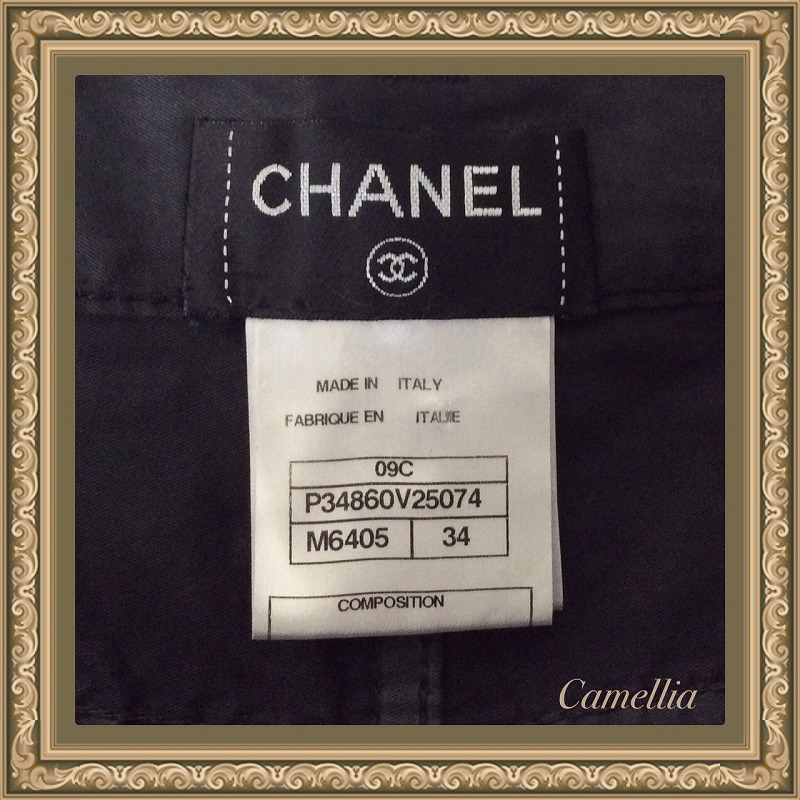 CHANEL
MADE IN ITALY
FABRIQUE EN ITALIE
09C
P34860V25074
M6405 34
COMPOSITION
Camellia